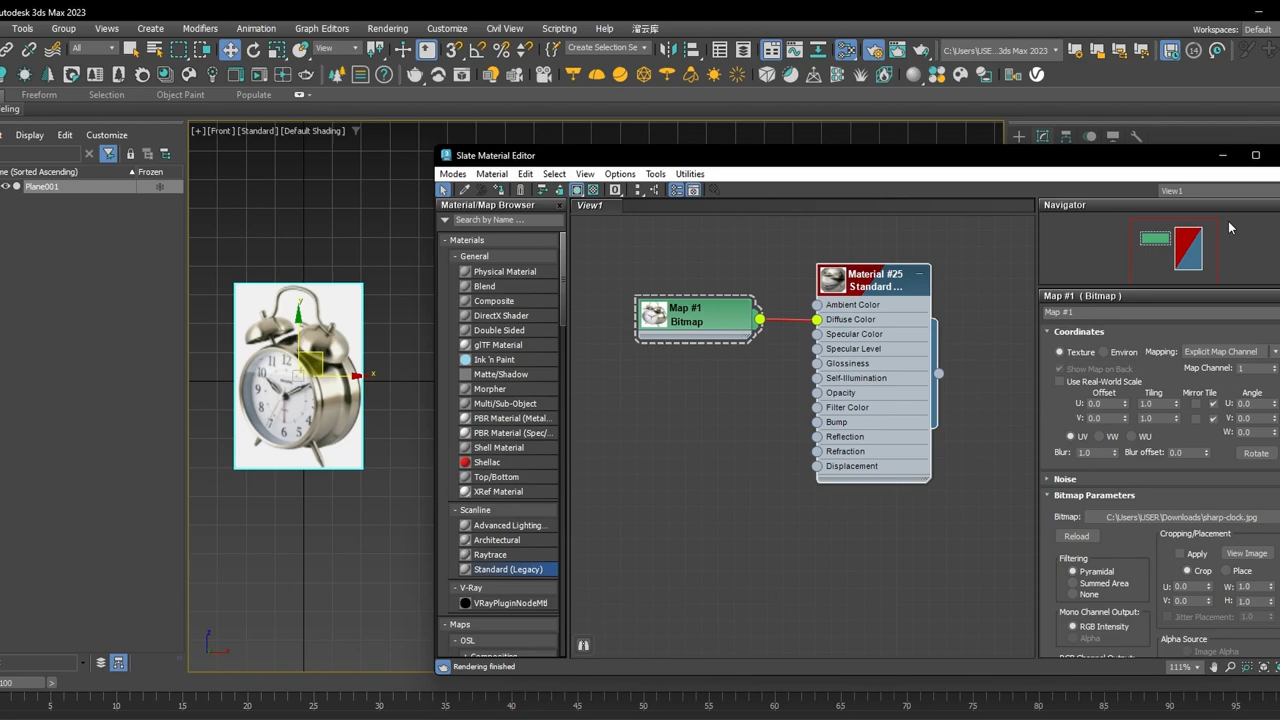 Autodesk 3ds Max 2023
Tools Group Views Create Modifiers Animation Graph Editors Rendering Customize Civil View Scripting Help 溜云库 Workspaces: Default
All View Create Selection Se C:\Users\USE...3ds Max 2023
Freeform Selection Object Paint Populate
eling
Display Edit Customize
[+] [Front] [Standard] [Default Shading]
me (Sorted Ascending) ▲ Frozen
Plane001
Slate Material Editor
Modes Material Edit Select View Options Tools Utilities
Material/Map Browser
Search by Name ...
- Materials
- General
Physical Material
Blend
Composite
DirectX Shader
Double Sided
glTF Material
Ink 'n Paint
Matte/Shadow
Morpher
Multi/Sub-Object
PBR Material (Metal...
PBR Material (Spec/...
Shell Material
Shellac
Top/Bottom
XRef Material
- Scanline
Advanced Lighting...
Architectural
Raytrace
Standard (Legacy)
- V-Ray
VRayPluginNodeMtl
- Maps
- OSL
View1
View1
Map #1
Bitmap
Material #25
Standard ...
Ambient Color
Diffuse Color
Specular Color
Specular Level
Glossiness
Self-Illumination
Opacity
Filter Color
Bump
Reflection
Refraction
Displacement
Navigator
Map #1 ( Bitmap )
Map #1
Coordinates
Texture Environ Mapping: Explicit Map Channel
Show Map on Back Map Channel: 1
Use Real-World Scale
Offset Tiling Mirror Tile Angle
U: 0.0 1.0 U: 0.0
V: 0.0 1.0 V: 0.0
W: 0.0
UV VW WU
Blur: 1.0 Blur offset: 0.0 Rotate
Noise
Bitmap Parameters
Bitmap: C:\Users\USER\Downloads\sharp-clock.jpg
Reload
Cropping/Placement
Apply View Image
Crop Place
U: 0.0 W: 1.0
V: 0.0 H: 1.0
Jitter Placement: 1.0
Filtering
Pyramidal
Summed Area
None
Mono Channel Output:
RGB Intensity
Alpha
Alpha Source
Image Alpha
Rendering finished
111%
100
5 10 15 20 25 30 35 40 45 50 55 60 65 70 75 80 85 90 95